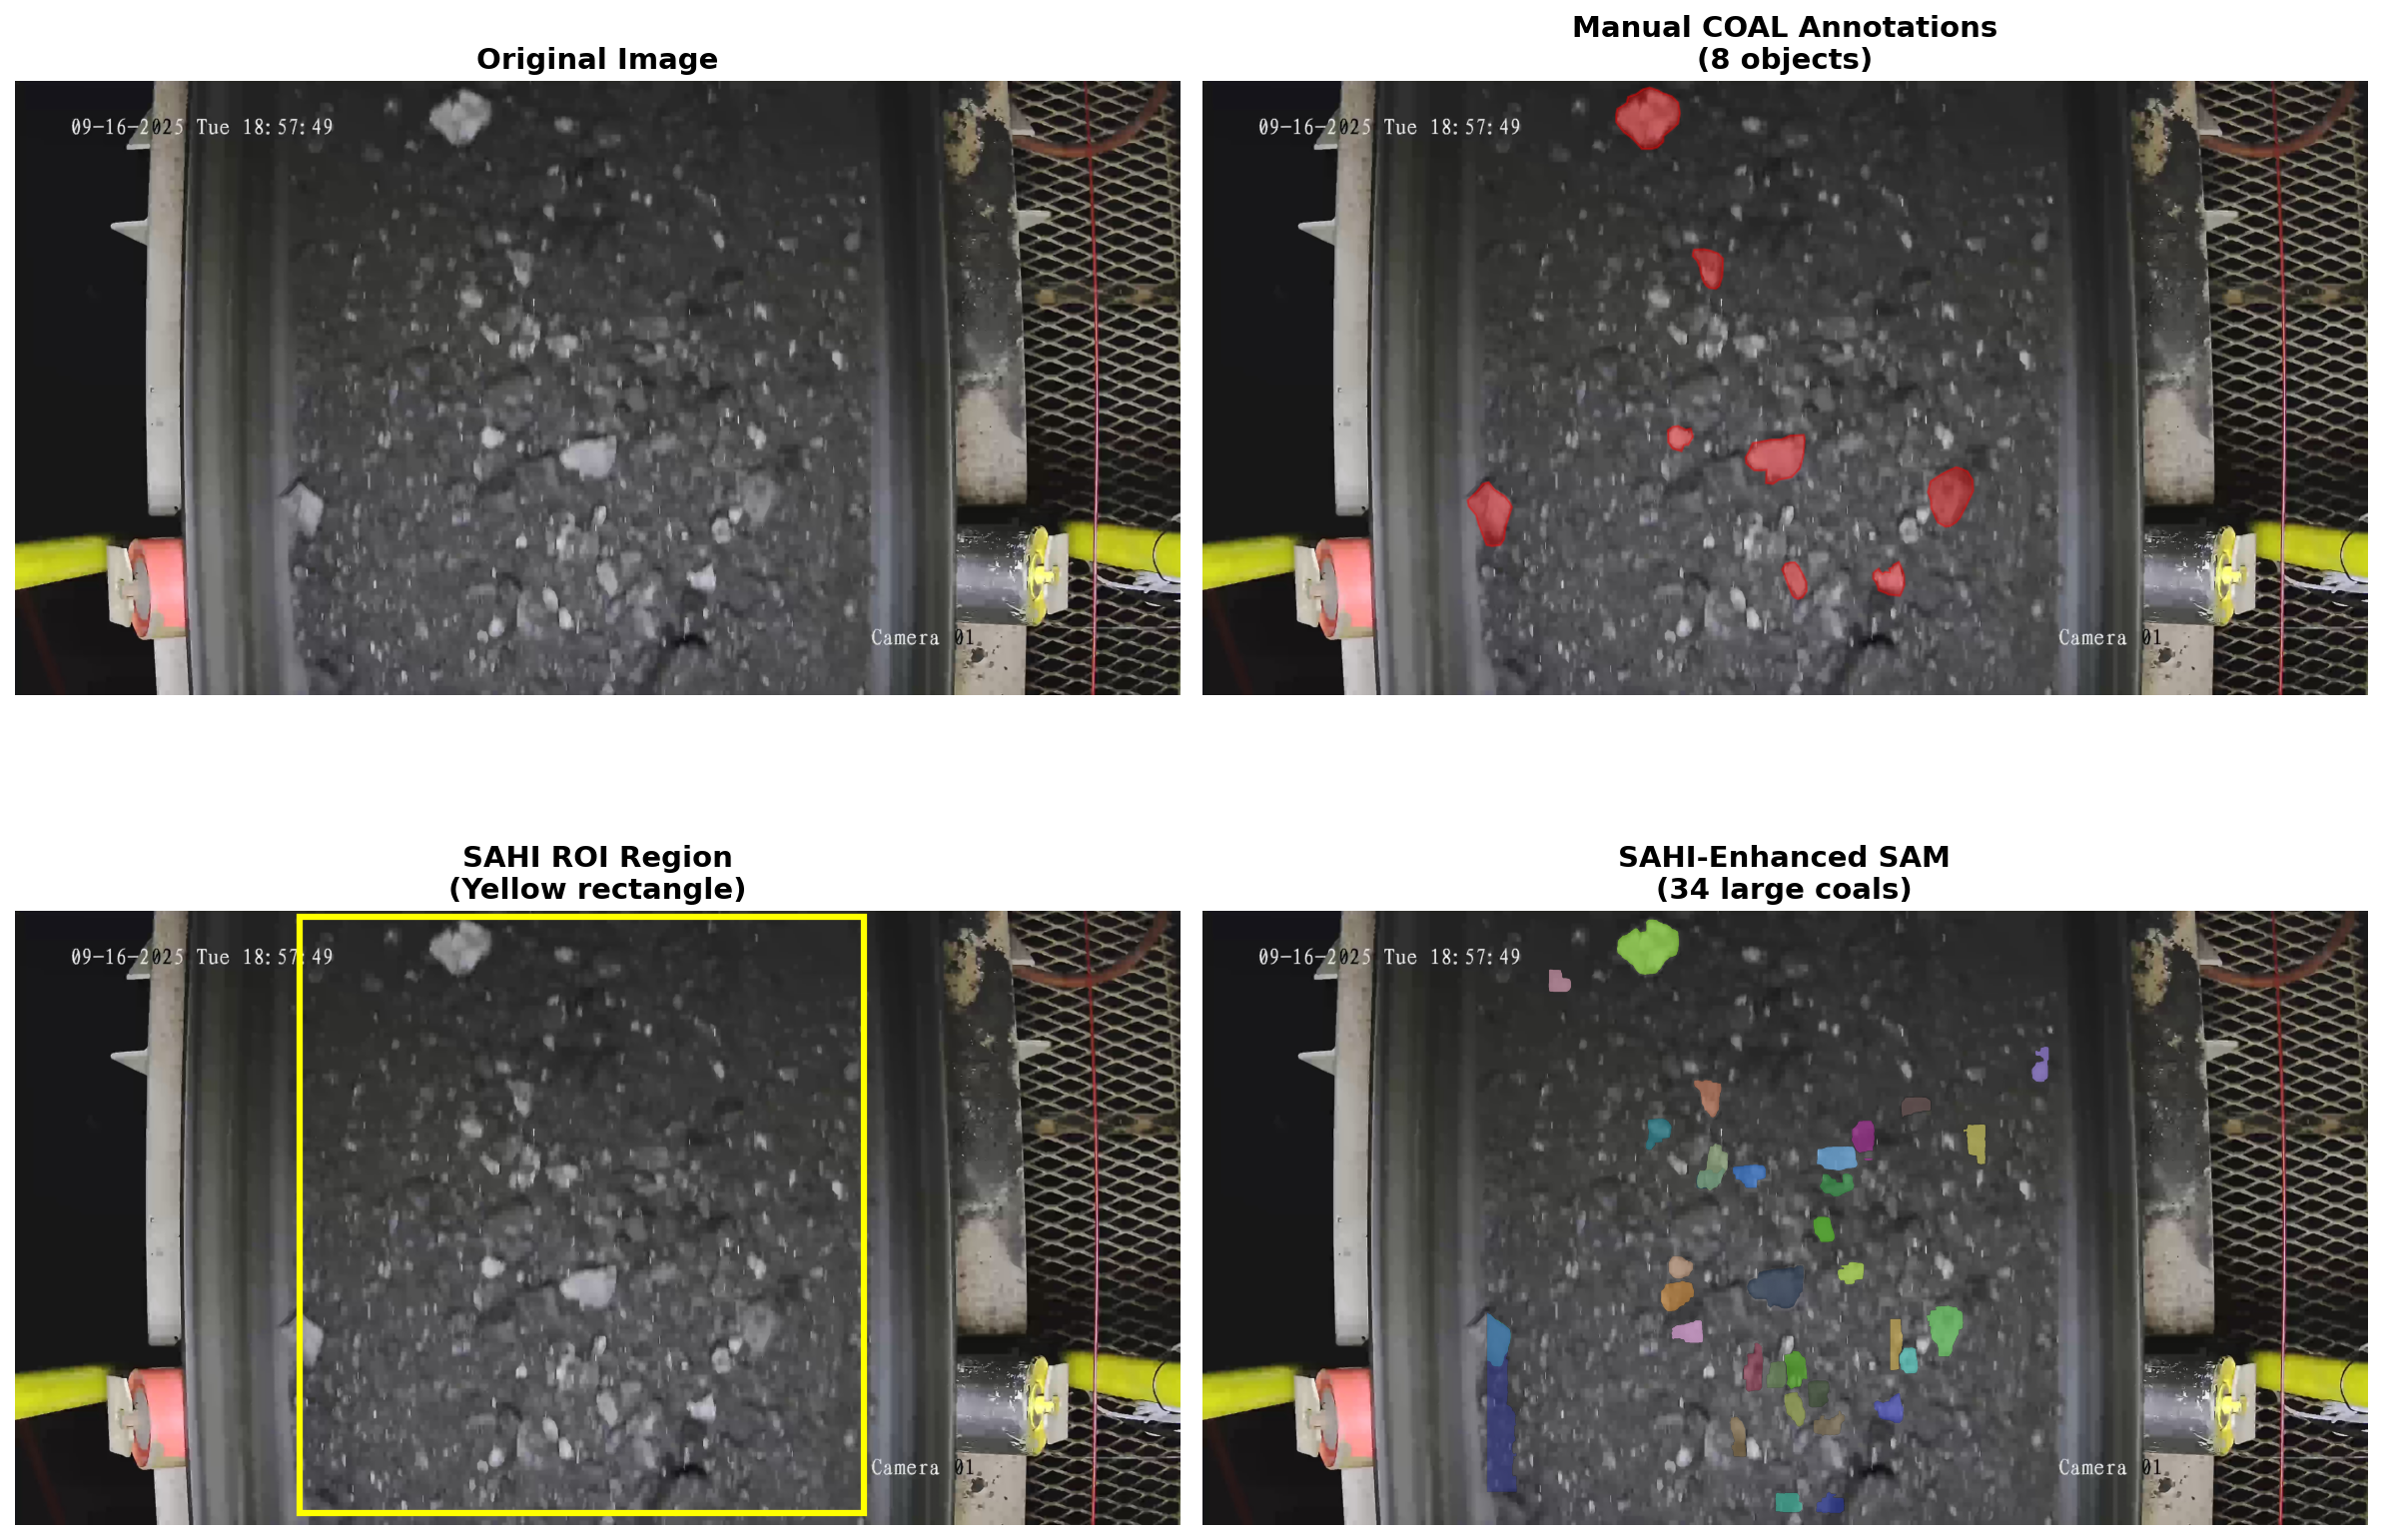 Original Image
09-16-2025 Tue 18:57:49
Camera 01
Manual COAL Annotations
(8 objects)
09-16-2025 Tue 18:57:49
Camera 01
SAHI ROI Region
(Yellow rectangle)
09-16-2025 Tue 18:57:49
Camera 01
SAHI-Enhanced SAM
(34 large coals)
09-16-2025 Tue 18:57:49
Camera 01